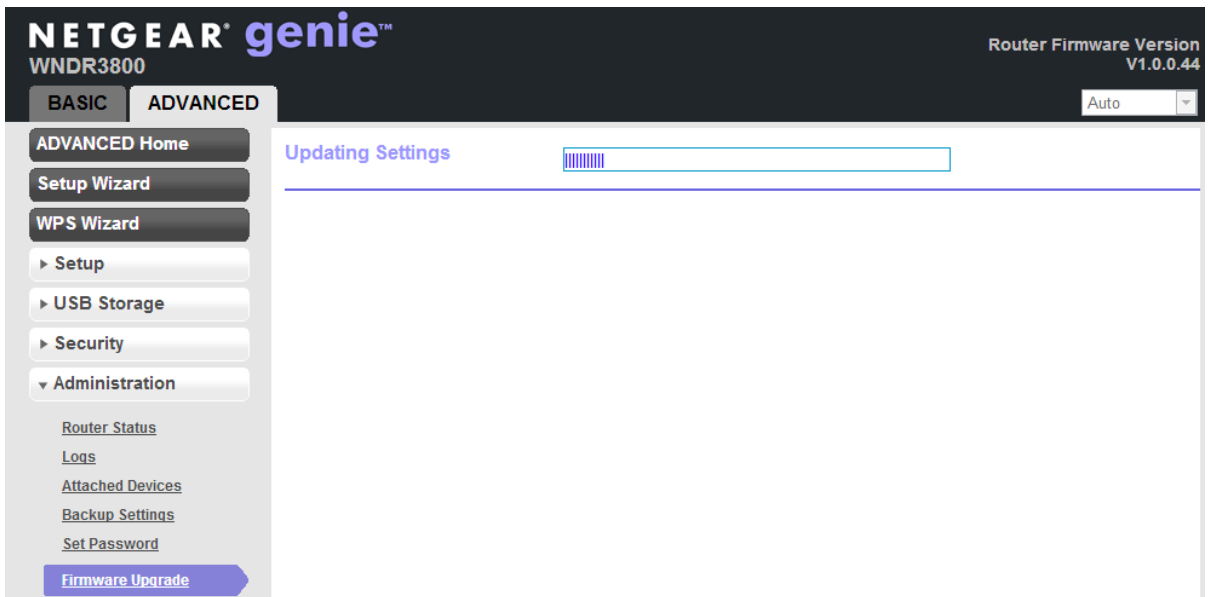 NETGEAR® genie™
WNDR3800
Router Firmware Version
V1.0.0.44
BASIC
ADVANCED
Auto
ADVANCED Home
Setup Wizard
WPS Wizard
Setup
USB Storage
Security
Administration
Router Status
Logs
Attached Devices
Backup Settings
Set Password
Firmware Upgrade
Updating Settings